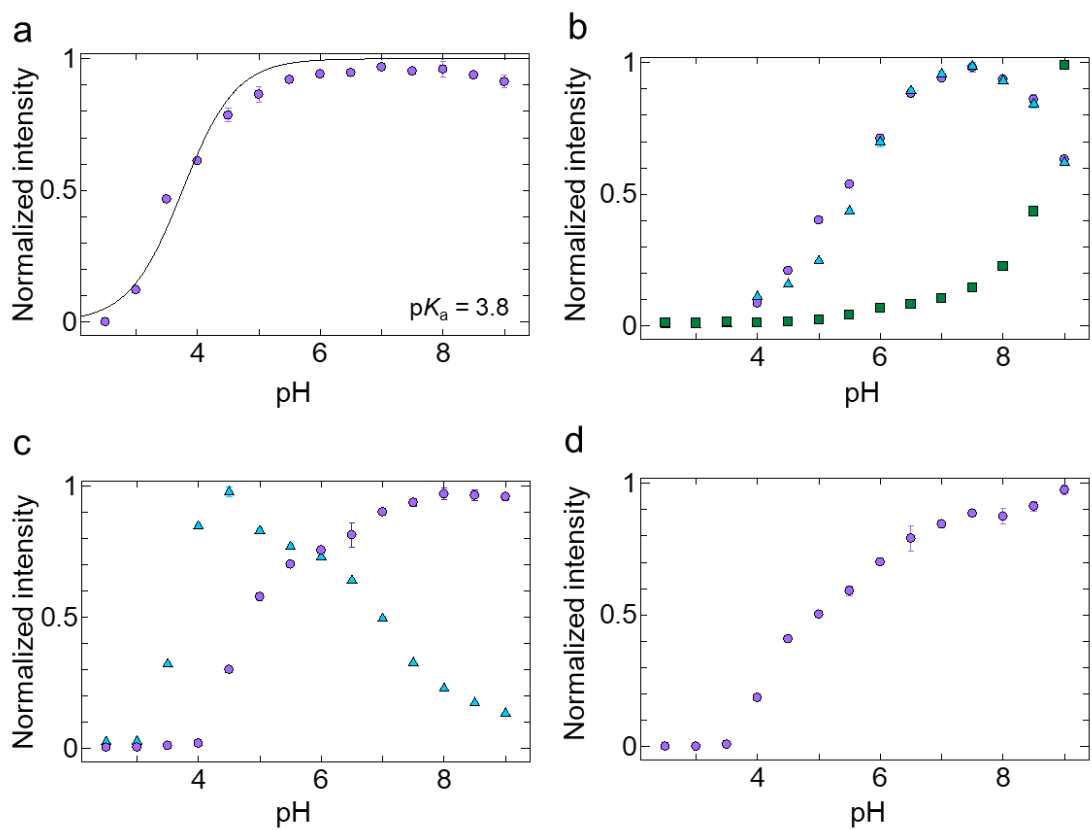 a
Normalized intensity
1
0.5
0
4 6 8
pH
pKa = 3.8
b
Normalized intensity
1
0.5
0
4 6 8
pH
c
Normalized intensity
1
0.5
0
4 6 8
pH
d
Normalized intensity
1
0.5
0
4 6 8
pH